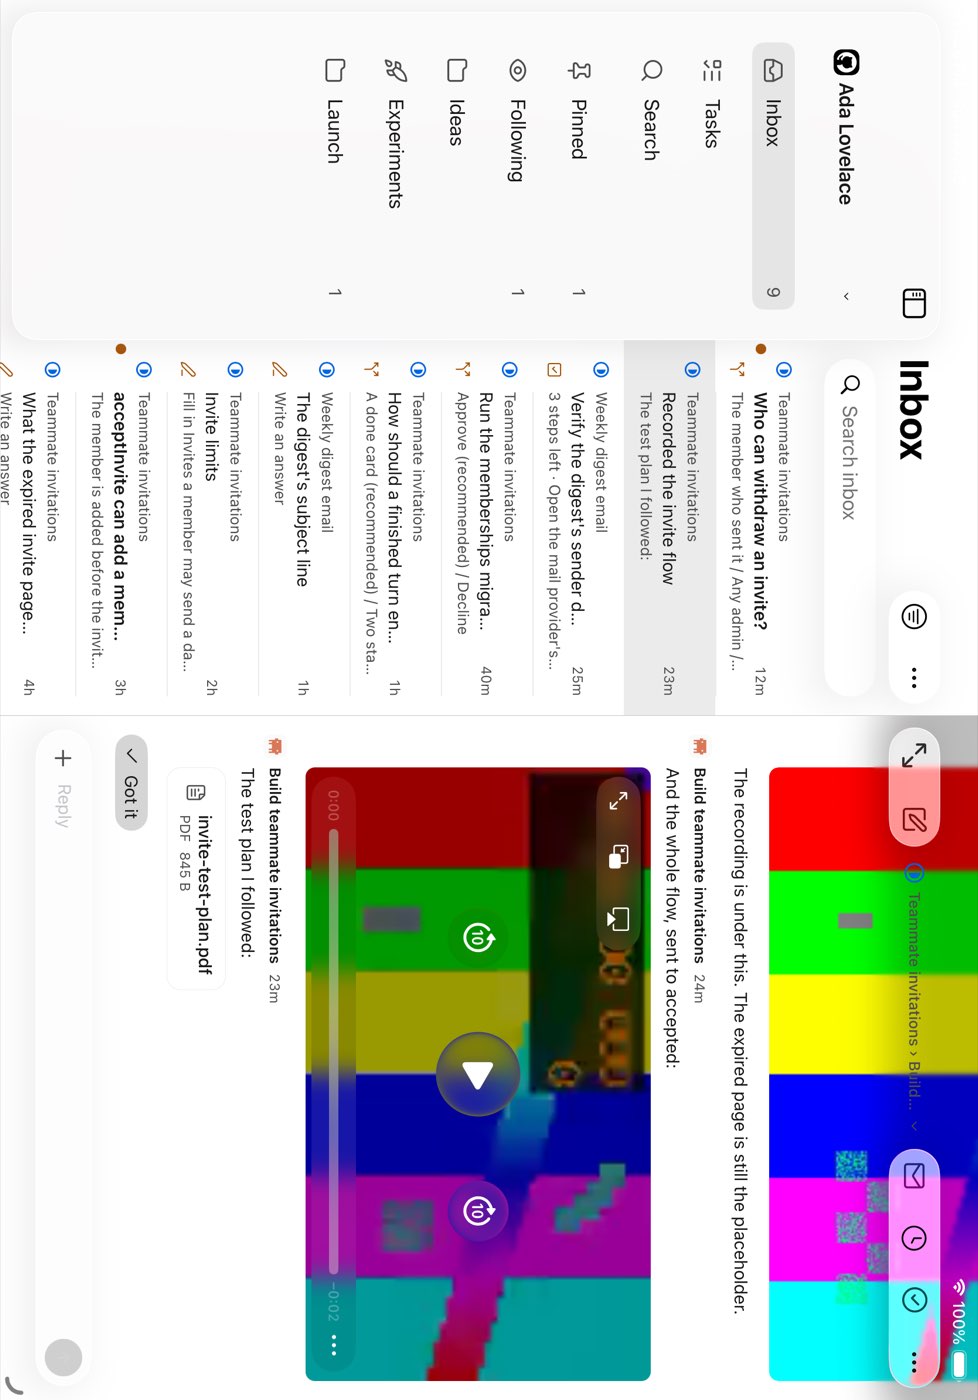 100%
Ada Lovelace
Inbox 9
Tasks
Search
Pinned 1
Following 1
Ideas
Experiments
Launch 1
Inbox
Search inbox
Teammate invitations
Who can withdraw an invite? 12m
The member who sent it / Any admin /...
Teammate invitations
Recorded the invite flow 23m
The test plan I followed:
Weekly digest email
Verify the digest's sender d... 25m
3 steps left · Open the mail provider's...
Teammate invitations
Run the memberships migra... 40m
Approve (recommended) / Decline
Teammate invitations
How should a finished turn en... 1h
A done card (recommended) / Two sta...
Weekly digest email
The digest's subject line 1h
Write an answer
Teammate invitations
Invite limits 2h
Fill in Invites a member may send a da...
Teammate invitations
acceptInvite can add a mem... 3h
The member is added before the invit...
Teammate invitations
What the expired invite page... 4h
Write an answer
Teammate invitations › Build...
The recording is under this. The expired page is still the placeholder.
Build teammate invitations 24m
And the whole flow, sent to accepted:
10
10
0:00
−0:02
Build teammate invitations 23m
The test plan I followed:
invite-test-plan.pdf
PDF 845 B
Got it
Reply